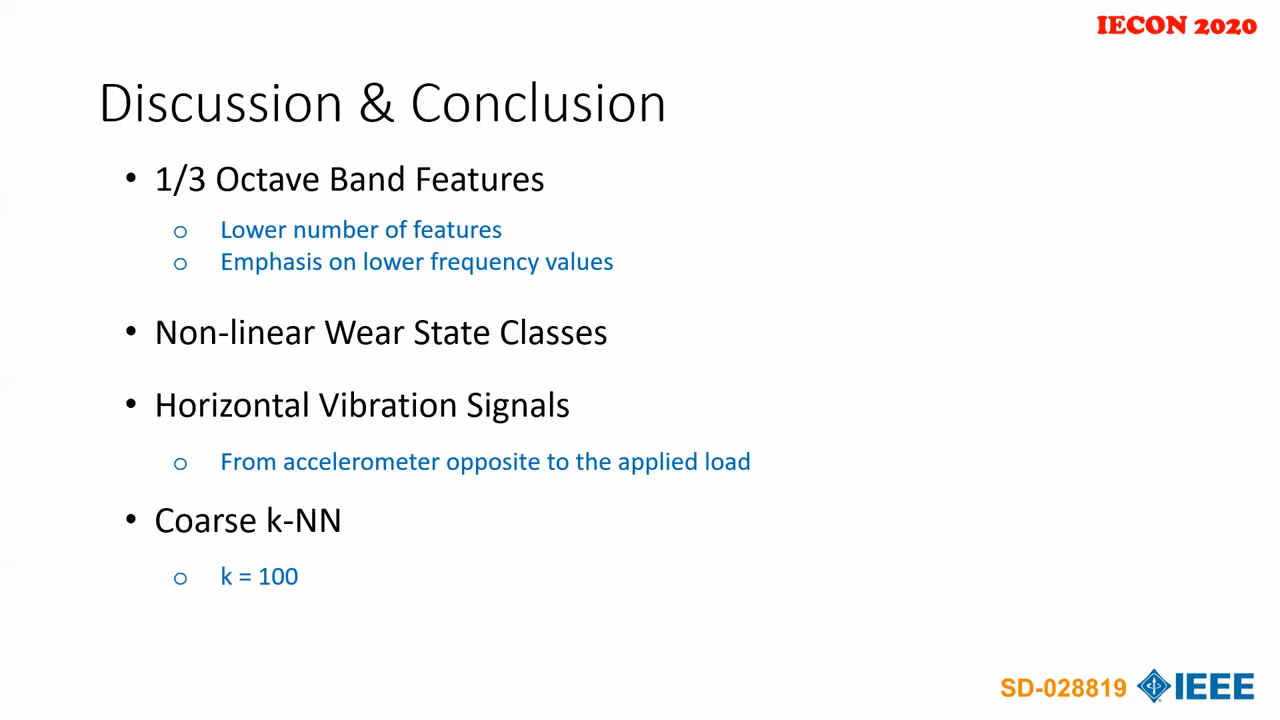 IECON 2020
Discussion & Conclusion
• 1/3 Octave Band Features
o Lower number of features
o Emphasis on lower frequency values
• Non-linear Wear State Classes
• Horizontal Vibration Signals
o From accelerometer opposite to the applied load
• Coarse k-NN
o k = 100
SD-028819 IEEE